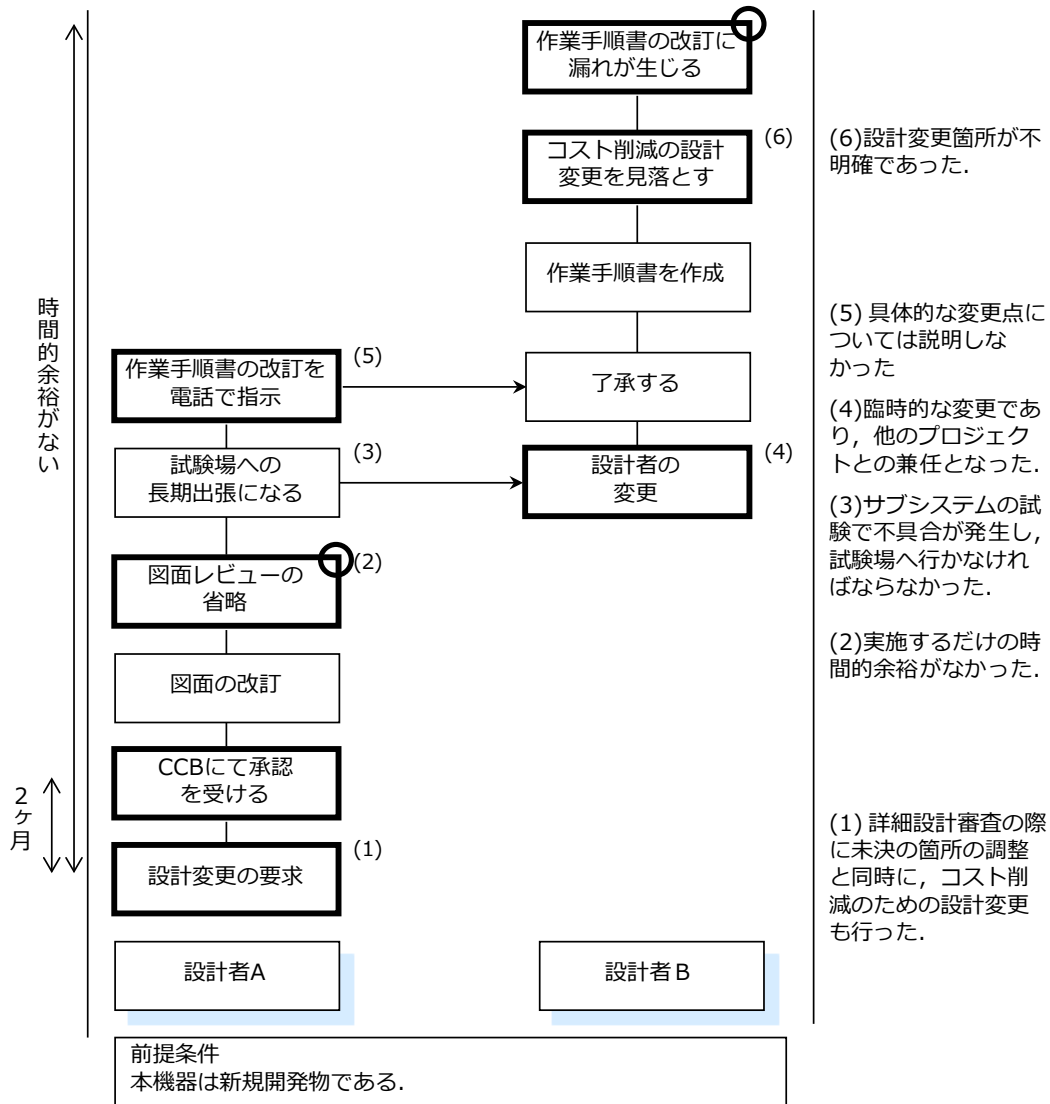 作業手順書の改訂に
漏れが生じる
コスト削減の設計
変更を見落とす
(6)
(6)設計変更箇所が不
明確であった.
作業手順書を作成
時間的余裕がない
作業手順書の改訂を
電話で指示
(5)
了承する
(5) 具体的な変更点に
ついては説明しな
かった
試験場への
長期出張になる
(3)
設計者の
変更
(4)
(4)臨時的な変更であ
り，他のプロジェク
トとの兼任となった.
(3)サブシステムの試
験で不具合が発生し,
試験場へ行かなけれ
ばならなかった.
図面レビューの
省略
(2)
(2)実施するだけの時
間的余裕がなかった.
図面の改訂
CCBにて承認
を受ける
2ヶ月
設計変更の要求
(1)
(1) 詳細設計審査の際
に未決の箇所の調整
と同時に，コスト削
減のための設計変更
も行った.
設計者A
設計者Ｂ
前提条件
本機器は新規開発物である.